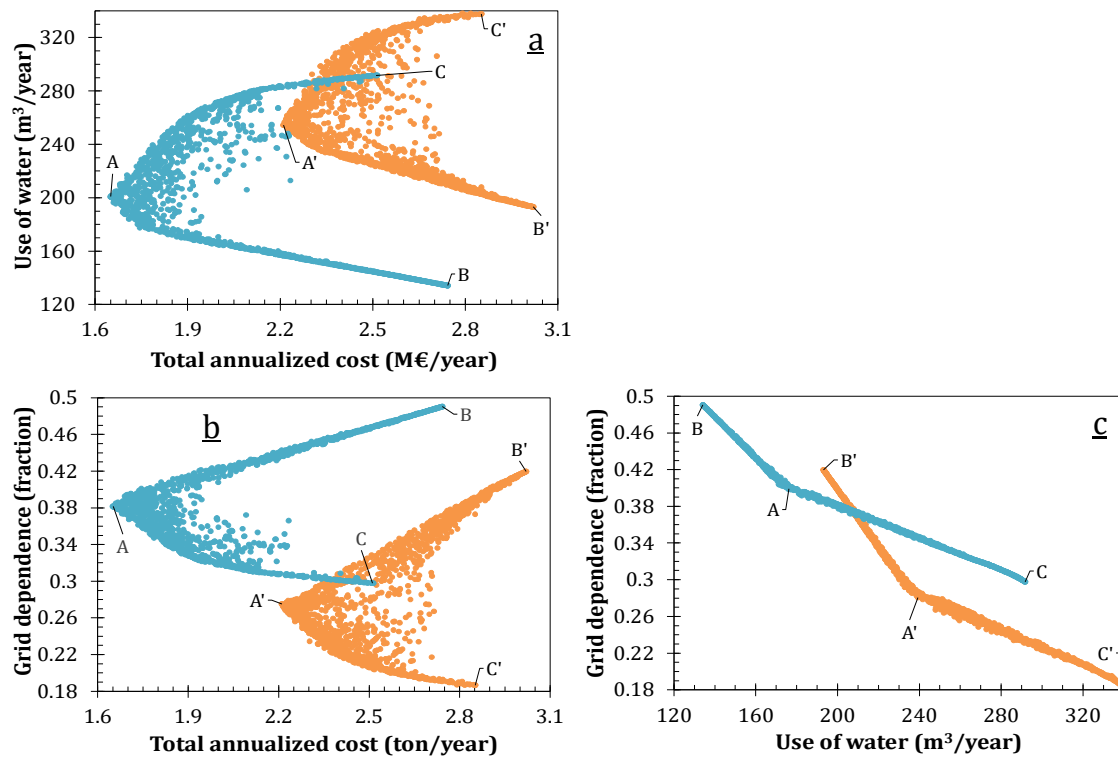 a
Use of water (m³/year)
320
280
240
200
160
120
1.6
1.9
2.2
2.5
2.8
3.1
Total annualized cost (M€/year)
A
B
C
A'
B'
C'
b
Grid dependence (fraction)
0.5
0.46
0.42
0.38
0.34
0.3
0.26
0.22
0.18
1.6
1.9
2.2
2.5
2.8
3.1
Total annualized cost (ton/year)
A
B
C
A'
B'
C'
c
Grid dependence (fraction)
0.5
0.46
0.42
0.38
0.34
0.3
0.26
0.22
0.18
120
160
200
240
280
320
Use of water (m³/year)
B
B'
A
C
A'
C'